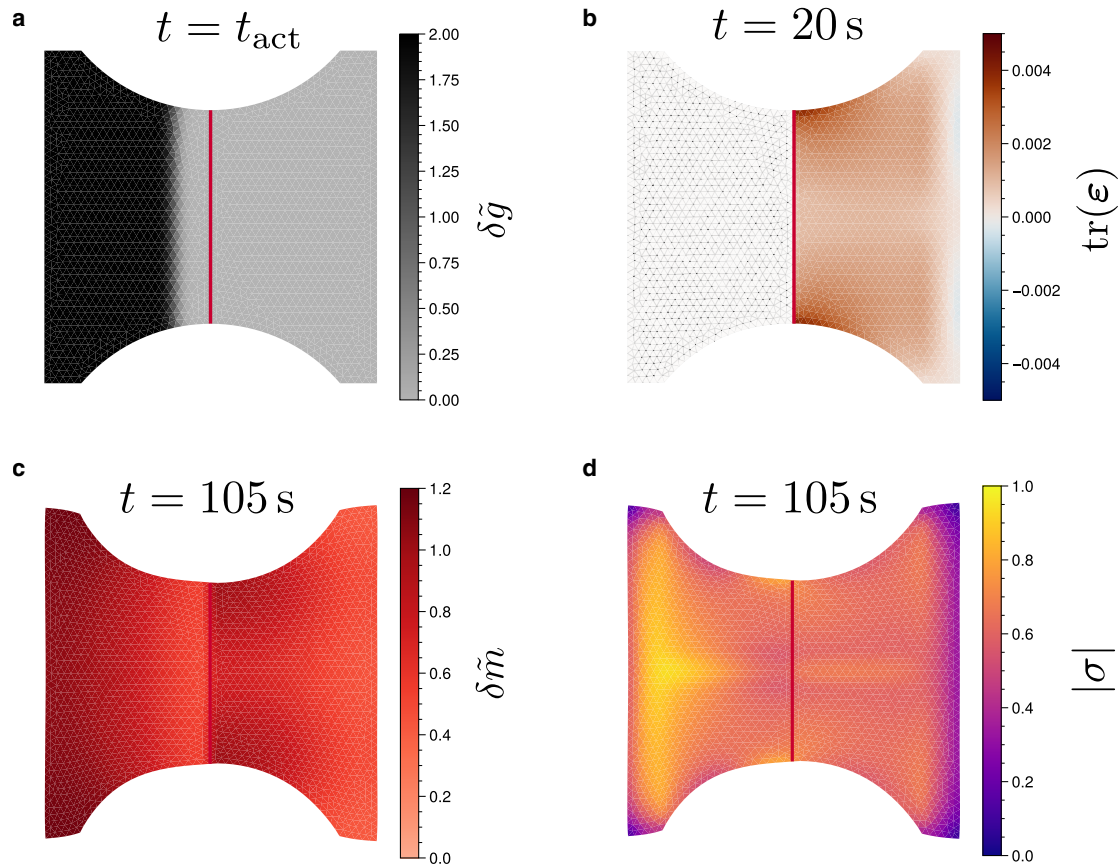 a
t = t_act
2.00
1.75
1.50
1.25
1.00
0.75
0.50
0.25
0.00
δg̃
b
t = 20 s
0.004
0.002
0.000
−0.002
−0.004
tr(ε)
c
t = 105 s
1.2
1.0
0.8
0.6
0.4
0.2
0.0
δm̃
d
t = 105 s
1.0
0.8
0.6
0.4
0.2
0.0
|σ|